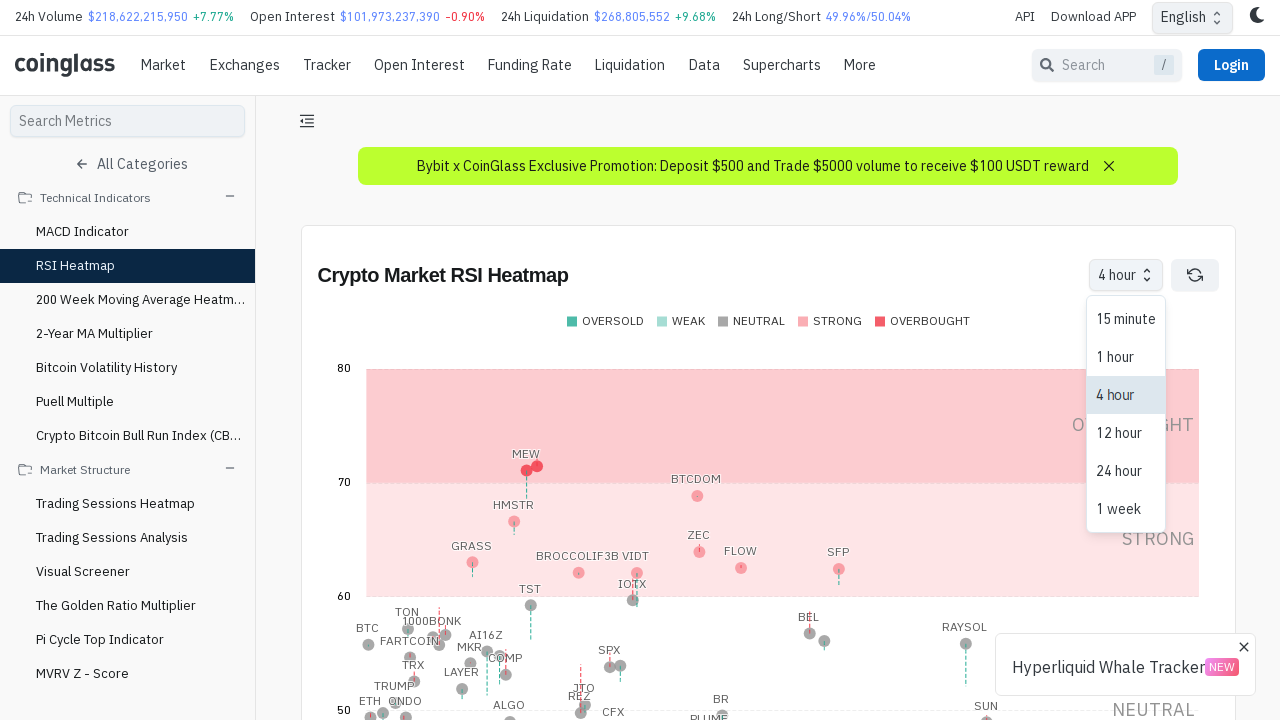 24h Volume $218,622,215,950 +7.77% Open Interest $101,973,237,390 -0.90% 24h Liquidation $268,805,552 +9.68% 24h Long/Short 49.96%/50.04% API Download APP English
coinglass Market Exchanges Tracker Open Interest Funding Rate Liquidation Data Supercharts More Search / Login
Search Metrics
All Categories
Technical Indicators
MACD Indicator
RSI Heatmap
200 Week Moving Average Heatm...
2-Year MA Multiplier
Bitcoin Volatility History
Puell Multiple
Crypto Bitcoin Bull Run Index (CB...
Market Structure
Trading Sessions Heatmap
Trading Sessions Analysis
Visual Screener
The Golden Ratio Multiplier
Pi Cycle Top Indicator
MVRV Z - Score
Bybit x CoinGlass Exclusive Promotion: Deposit $500 and Trade $5000 volume to receive $100 USDT reward
Crypto Market RSI Heatmap
4 hour
15 minute
1 hour
4 hour
12 hour
24 hour
1 week
OVERSOLD WEAK NEUTRAL STRONG OVERBOUGHT
80
70
60
50
STRONG
NEUTRAL
MEW
BTCDOM
HMSTR
ZEC
GRASS
BROCCOLIF3B VIDT
FLOW
SFP
IOTX
TST
TON
1000BONK
BTC
BEL
RAYSOL
FARTCOIN
AI16Z
MKR
COMP
SPX
TRX
LAYER
TRUMP
JTO
REZ
ETH ONDO
BR
ALGO
CFX
SUN
PLUME
Hyperliquid Whale Tracker NEW